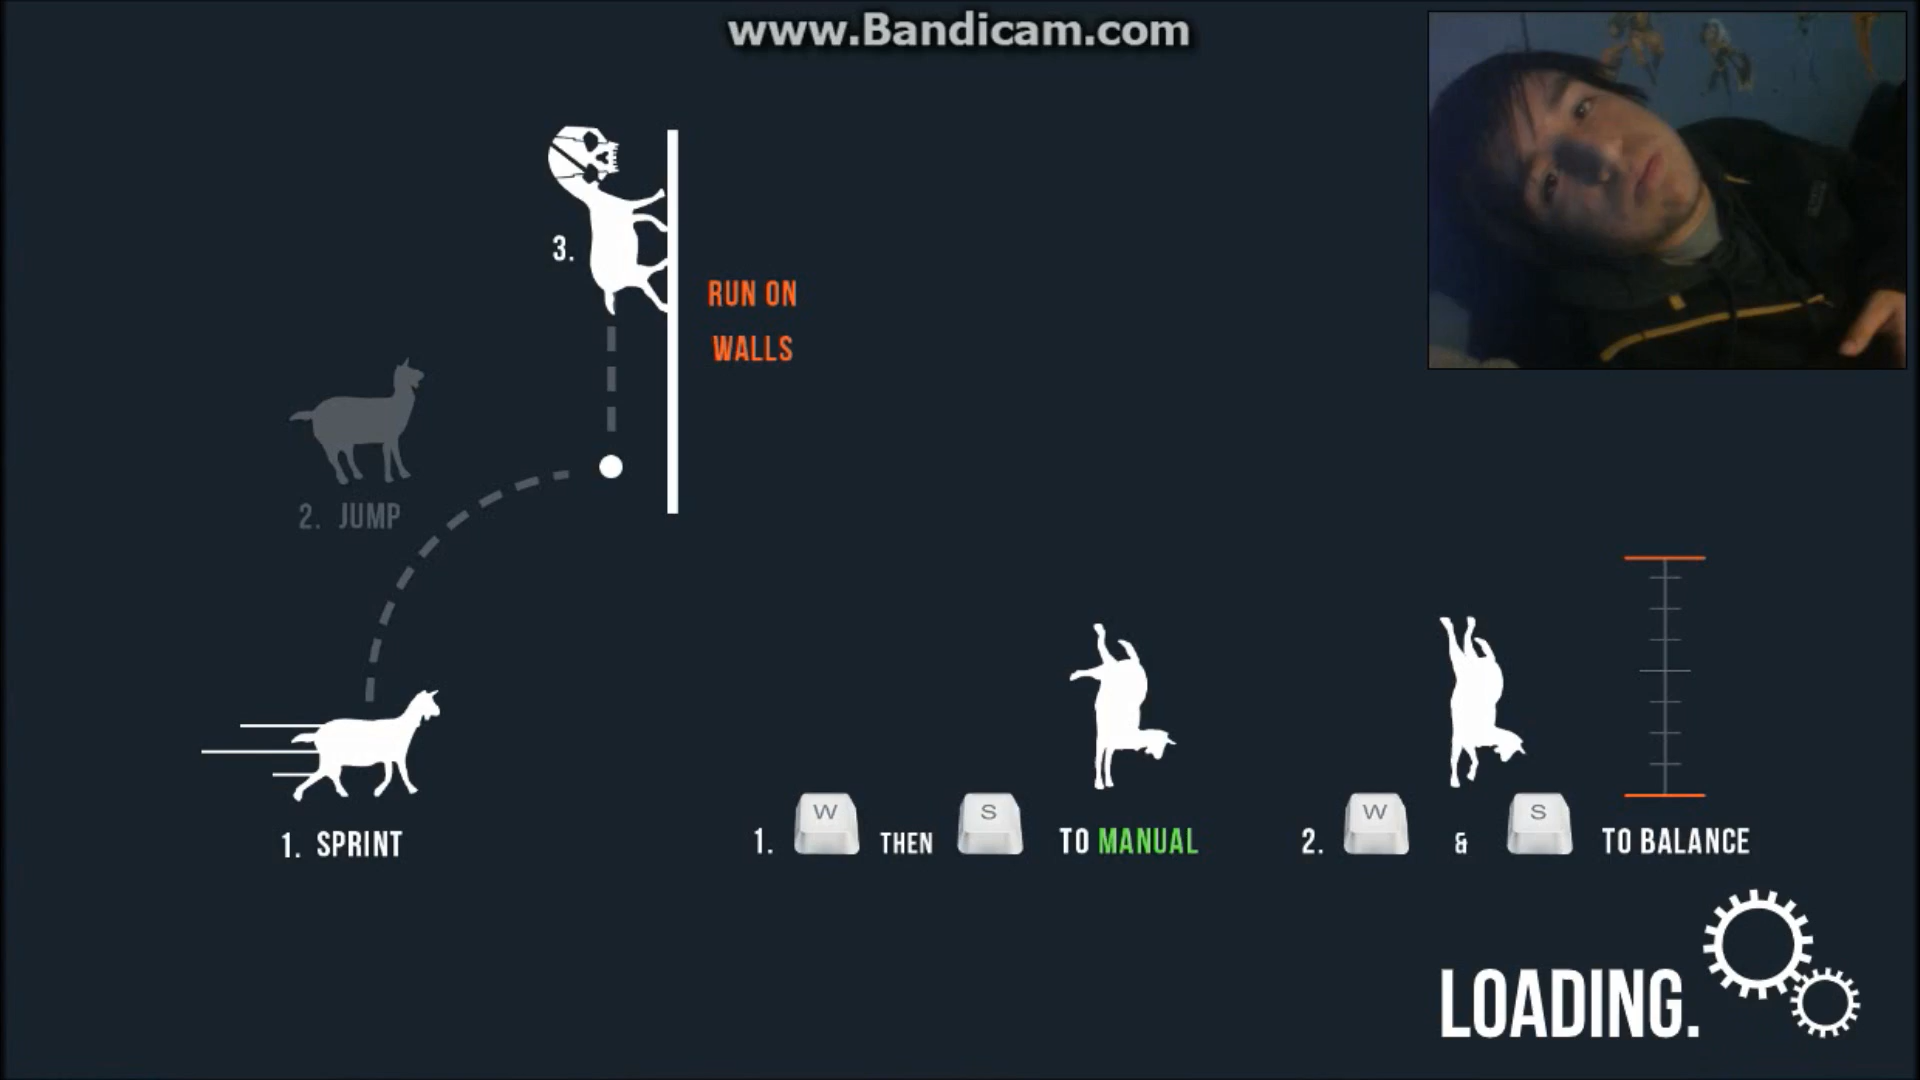 www.Bandicam.com
3.
RUN ON
WALLS
2. JUMP
1. SPRINT
1. W THEN S TO MANUAL
2. W & S TO BALANCE
LOADING.